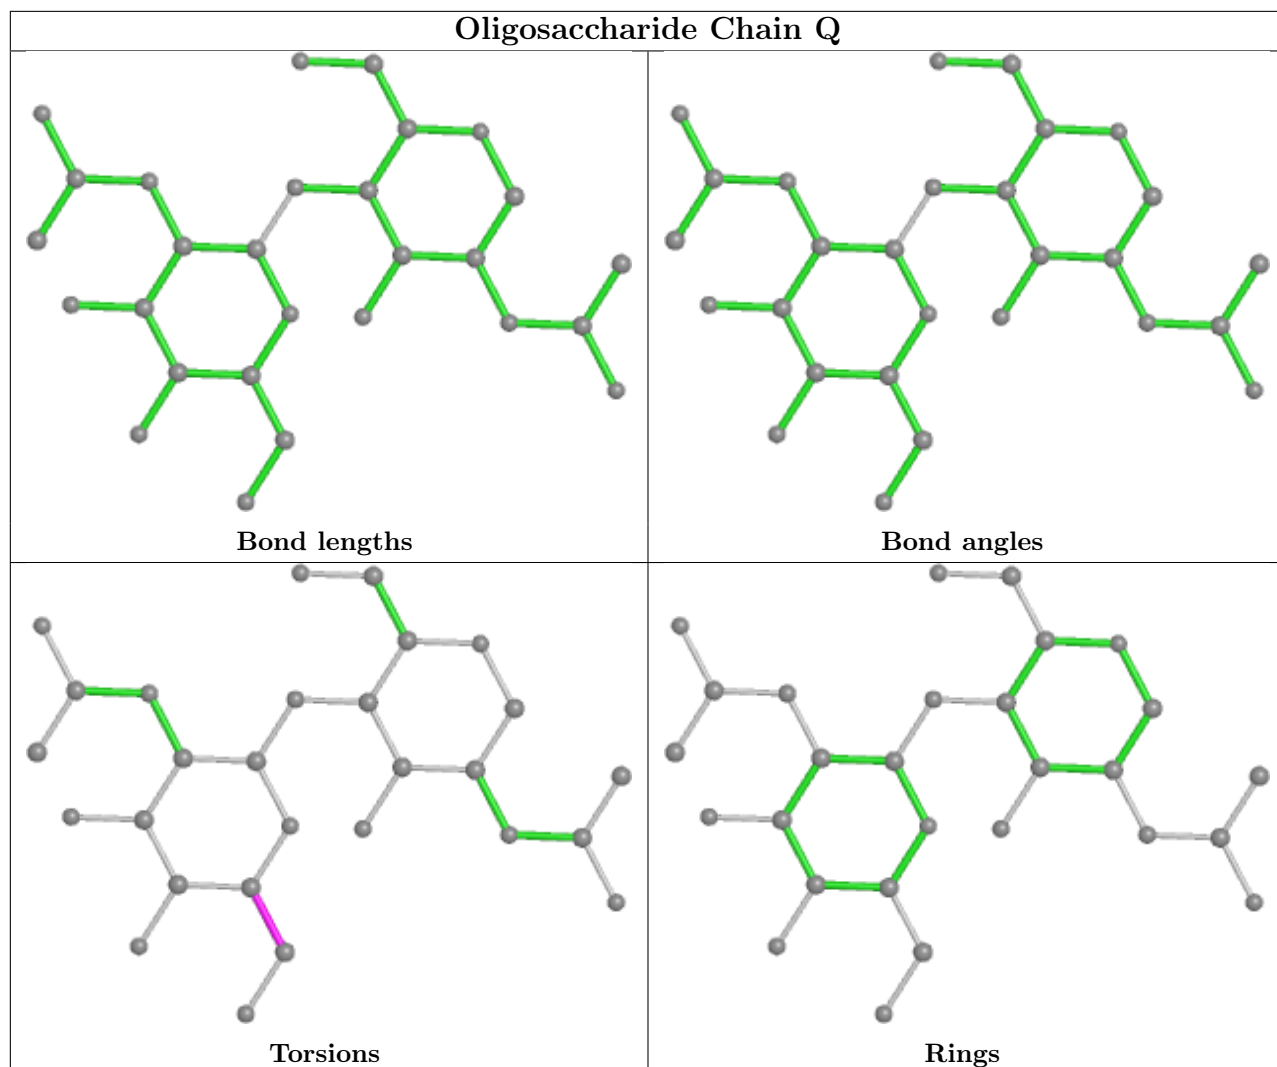 Oligosaccharide Chain Q
Bond lengths
Bond angles
Torsions
Rings